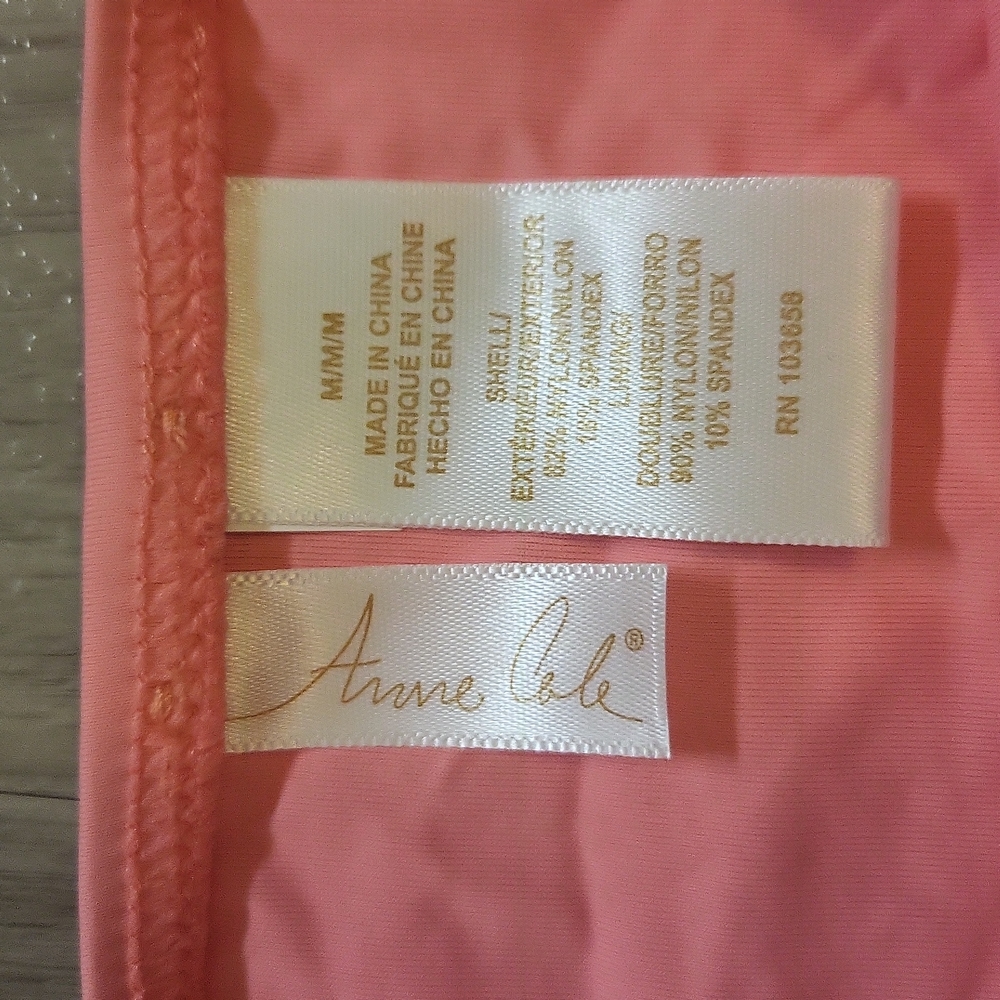 M/M/M
MADE IN CHINA
FABRIQUÉ EN CHINE
HECHO EN CHINA
SHELL/
EXTÉRIEUR/EXTERIOR
82% NYLON/NILON
18% SPANDEX
LINING/
DOUBLURE/FORRO
90% NYLON/NILON
10% SPANDEX
RN 103658
Anne Cole®